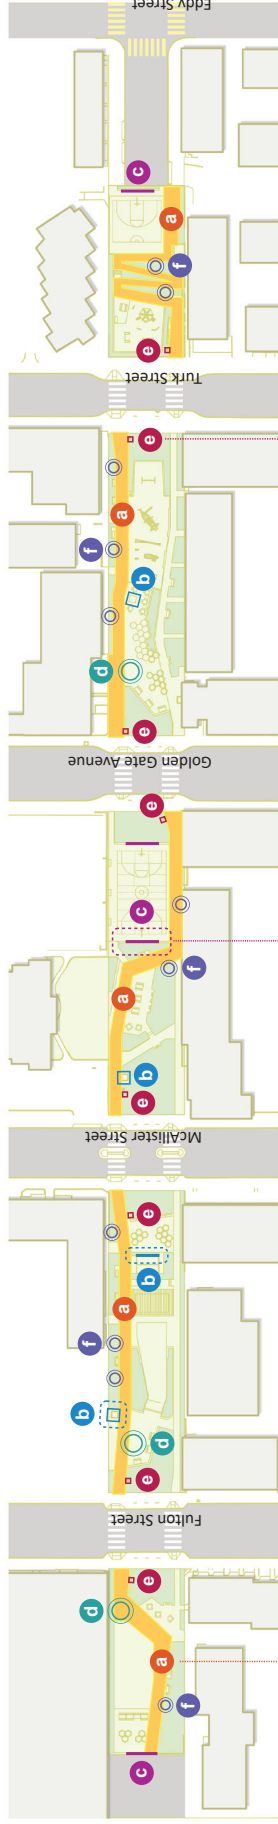 Eddy Street
c
a
f
e
Turk Street
e
a
f
b
d
e
Golden Gate Avenue
e
c
f
a
b
e
McAllister Street
e
b
a
f
b
d
e
Fulton Street
e
d
a
f
c